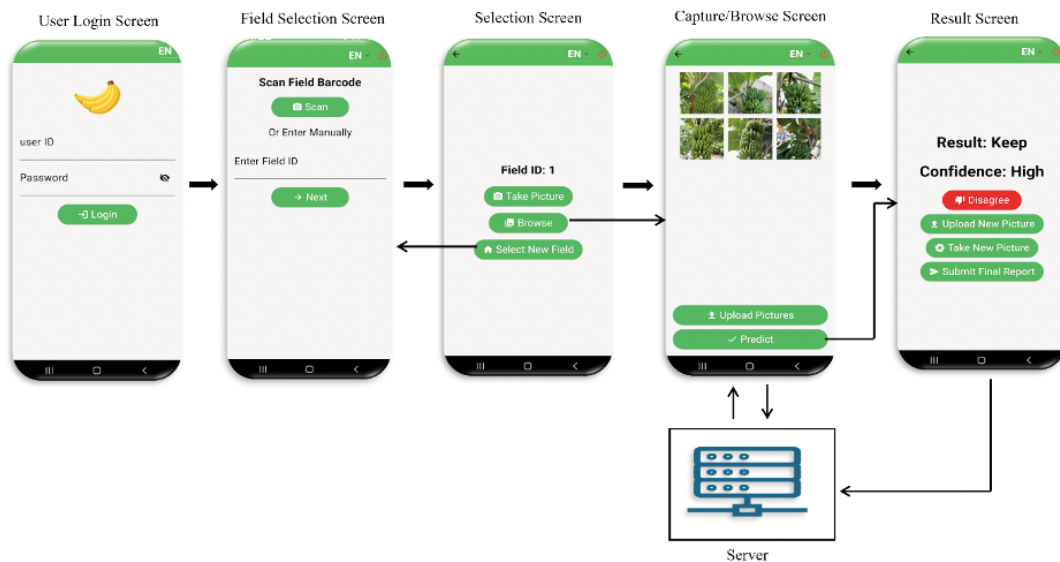 User Login Screen
EN
user ID
Password
Login
Field Selection Screen
EN
Scan Field Barcode
Scan
Or Enter Manually
Enter Field ID
Next
Selection Screen
EN
Field ID: 1
Take Picture
Browse
Select New Field
Capture/Browse Screen
EN
Upload Pictures
Predict
Result Screen
EN
Result: Keep
Confidence: High
Disagree
Upload New Picture
Take New Picture
Submit Final Report
Server